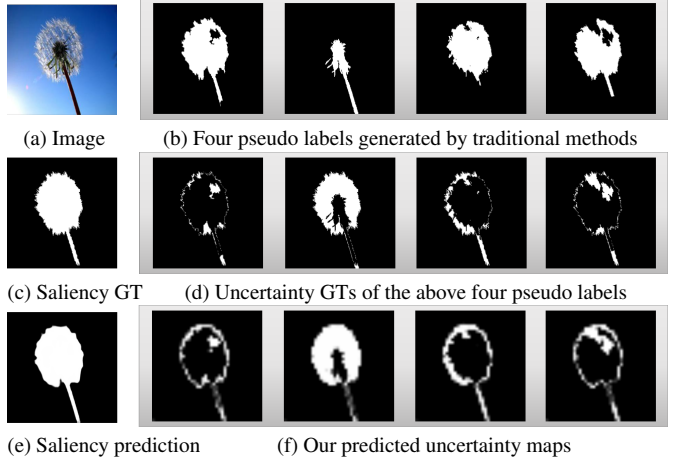 (a) Image
(b) Four pseudo labels generated by traditional methods
(c) Saliency GT
(d) Uncertainty GTs of the above four pseudo labels
(e) Saliency prediction
(f) Our predicted uncertainty maps